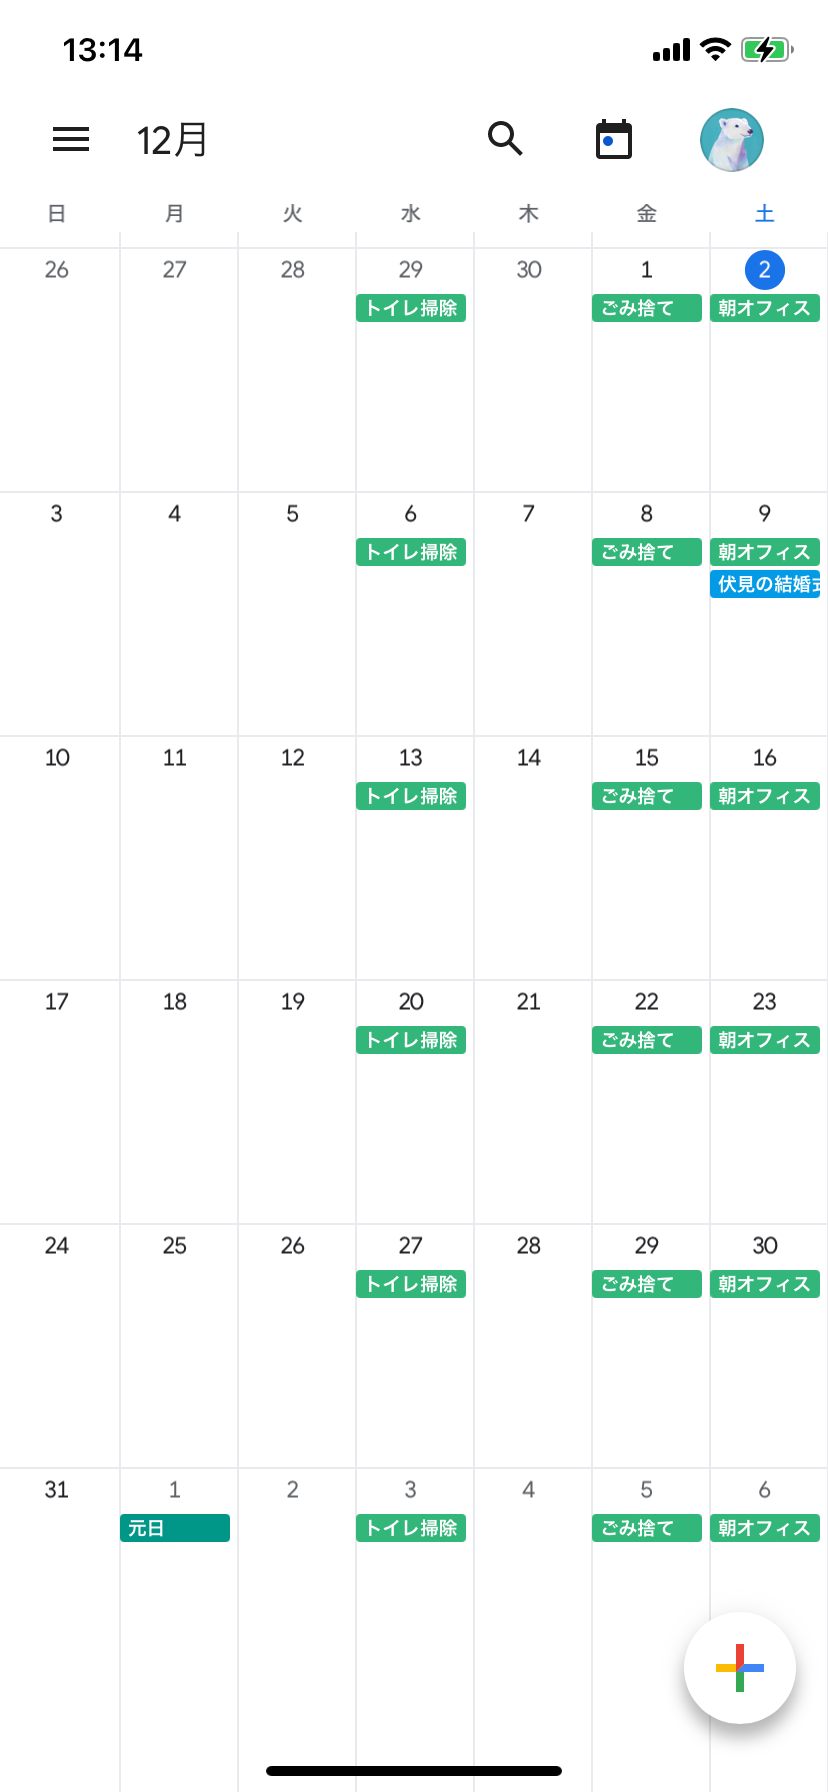 13:14
12月
日 月 火 水 木 金 土
26 27 28 29 30 1 2
トイレ掃除 ごみ捨て 朝オフィス
3 4 5 6 7 8 9
トイレ掃除 ごみ捨て 朝オフィス
伏見の結婚式
10 11 12 13 14 15 16
トイレ掃除 ごみ捨て 朝オフィス
17 18 19 20 21 22 23
トイレ掃除 ごみ捨て 朝オフィス
24 25 26 27 28 29 30
トイレ掃除 ごみ捨て 朝オフィス
31 1 2 3 4 5 6
元日 トイレ掃除 ごみ捨て 朝オフィス